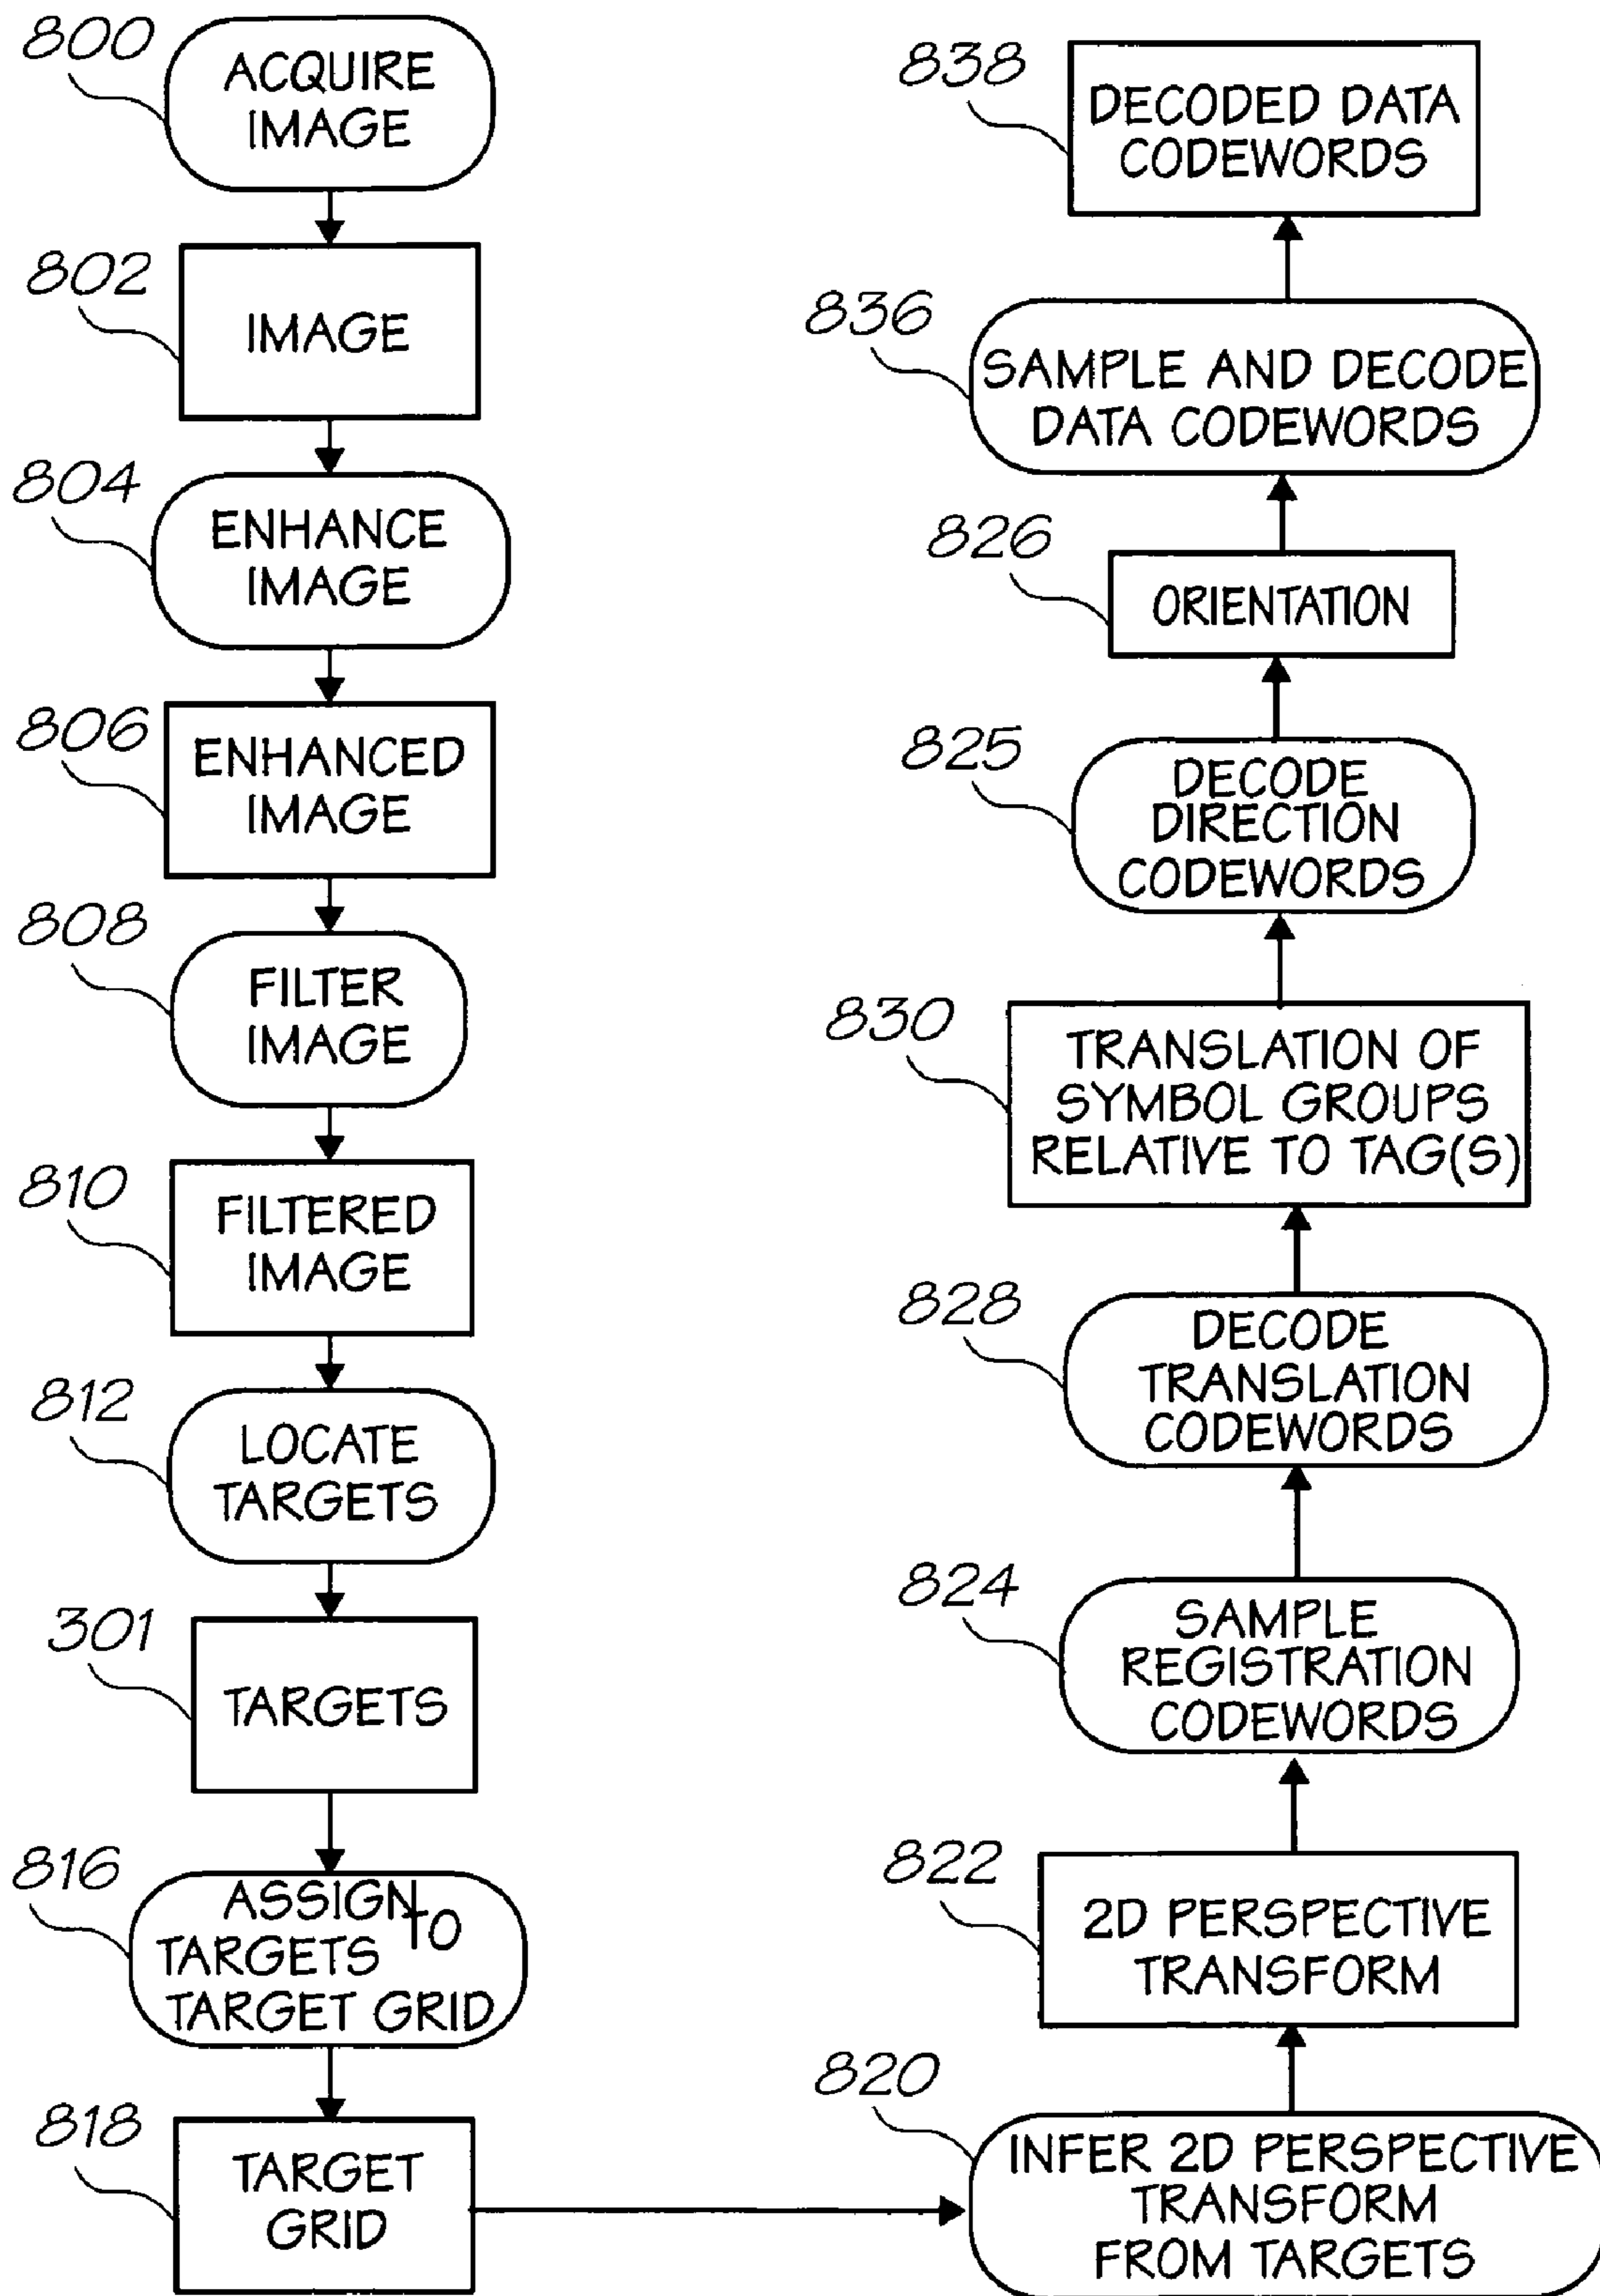 800
ACQUIRE
IMAGE
802
IMAGE
804
ENHANCE
IMAGE
806
ENHANCED
IMAGE
808
FILTER
IMAGE
810
FILTERED
IMAGE
812
LOCATE
TARGETS
301
TARGETS
816
ASSIGN
TARGETS TO
TARGET GRID
818
TARGET
GRID
838
DECODED DATA
CODEWORDS
836
SAMPLE AND DECODE
DATA CODEWORDS
826
ORIENTATION
825
DECODE
DIRECTION
CODEWORDS
830
TRANSLATION OF
SYMBOL GROUPS
RELATIVE TO TAG(S)
828
DECODE
TRANSLATION
CODEWORDS
824
SAMPLE
REGISTRATION
CODEWORDS
822
2D PERSPECTIVE
TRANSFORM
820
INFER 2D PERSPECTIVE
TRANSFORM
FROM TARGETS